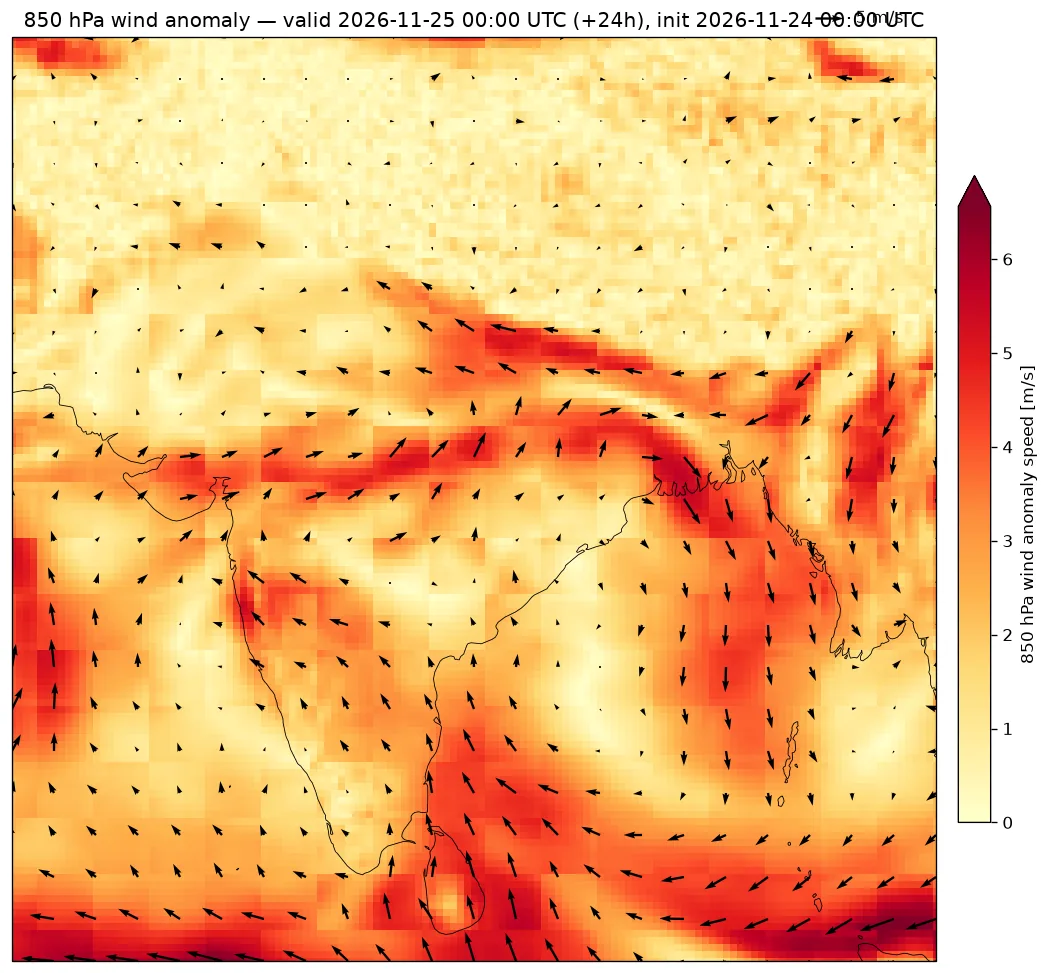 850 hPa wind anomaly — valid 2026-11-25 00:00 UTC (+24h), init 2026-11-24 00:00 UTC
5 m/s
6
5
4
3
2
1
0
850 hPa wind anomaly speed [m/s]